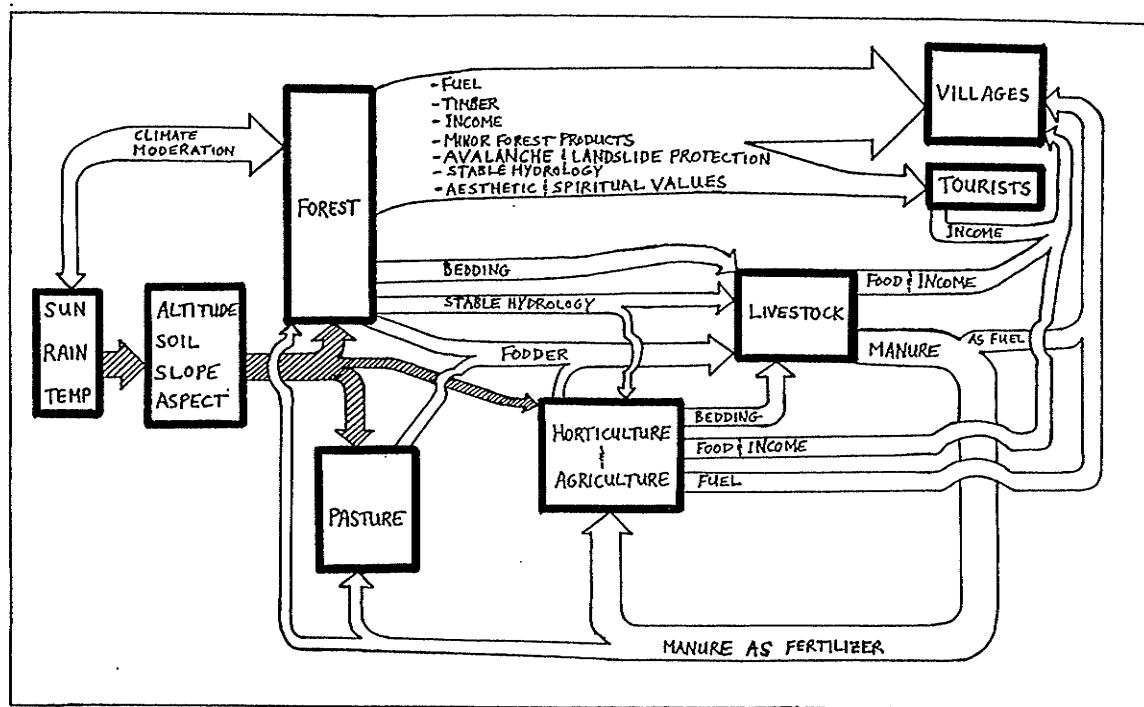 CLIMATE
MODERATION
FOREST
-FUEL
-TIMBER
-INCOME
-MINOR FOREST PRODUCTS
-AVALANCHE & LANDSLIDE PROTECTION
-STABLE HYDROLOGY
-AESTHETIC & SPIRITUAL VALUES
VILLAGES
TOURISTS
INCOME
SUN
RAIN
TEMP
ALTITUDE
SOIL
SLOPE
ASPECT
BEDDING
STABLE HYDROLOGY
FODDER
LIVESTOCK
FOOD & INCOME
MANURE
AS FUEL
PASTURE
HORTICULTURE
&
AGRICULTURE
BEDDING
FOOD & INCOME
FUEL
MANURE AS FERTILIZER